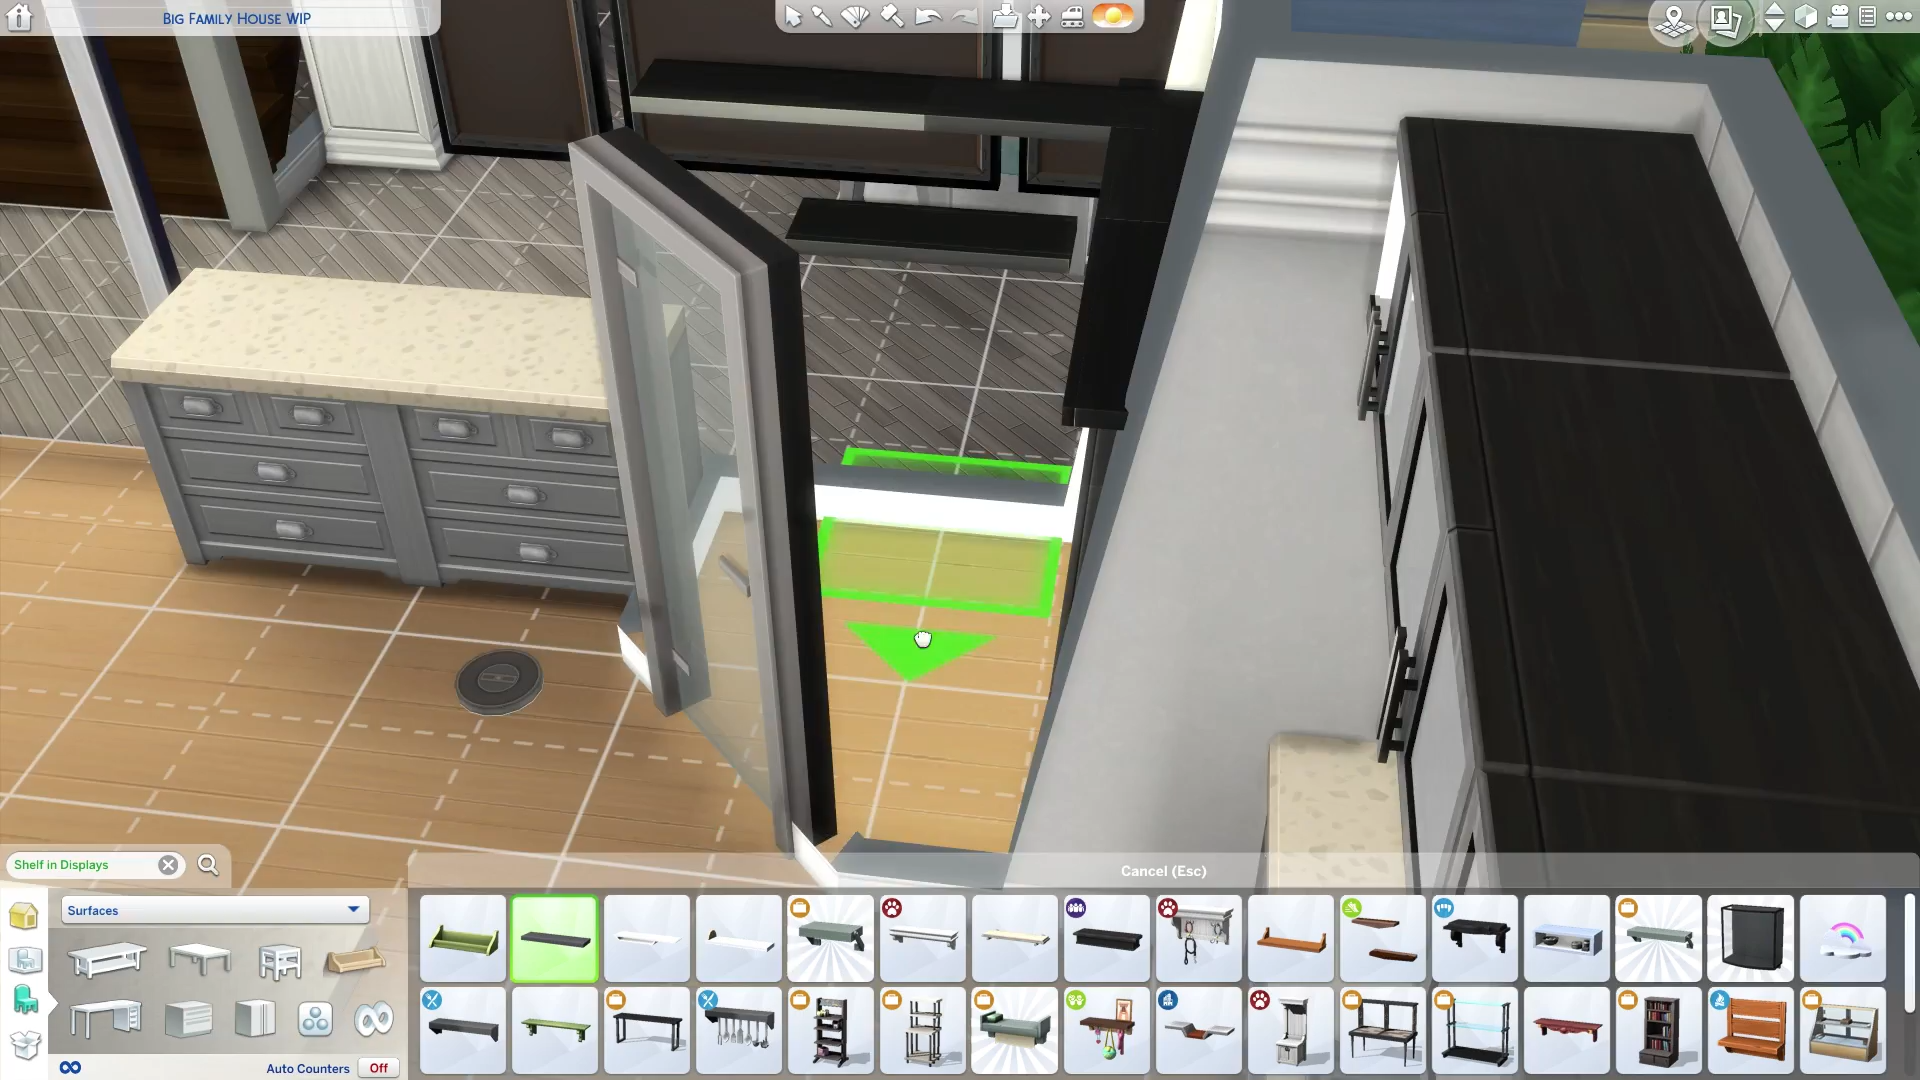 Big Family House WIP
Shelf in Displays
Cancel (Esc)
Surfaces
Auto Counters
Off